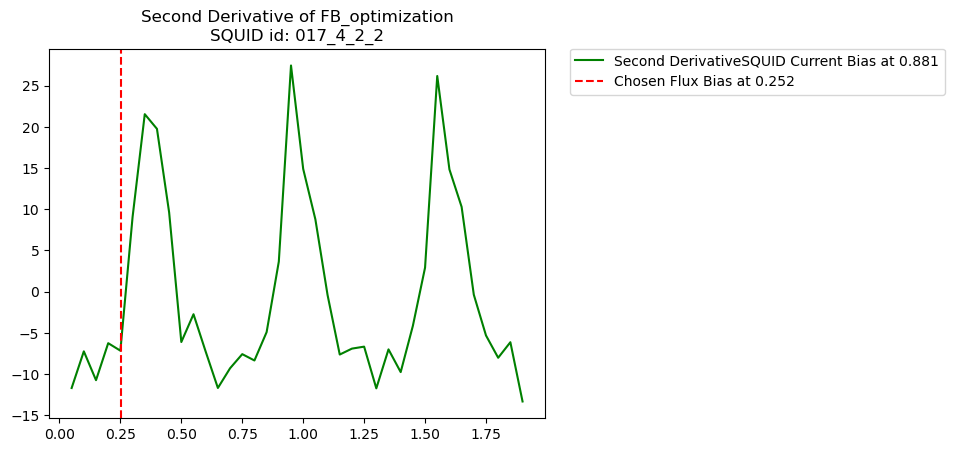 Second Derivative of FB_optimization
SQUID id: 017_4_2_2
Second DerivativeSQUID Current Bias at 0.881
Chosen Flux Bias at 0.252
25
20
15
10
5
0
−5
−10
−15
0.00 0.25 0.50 0.75 1.00 1.25 1.50 1.75